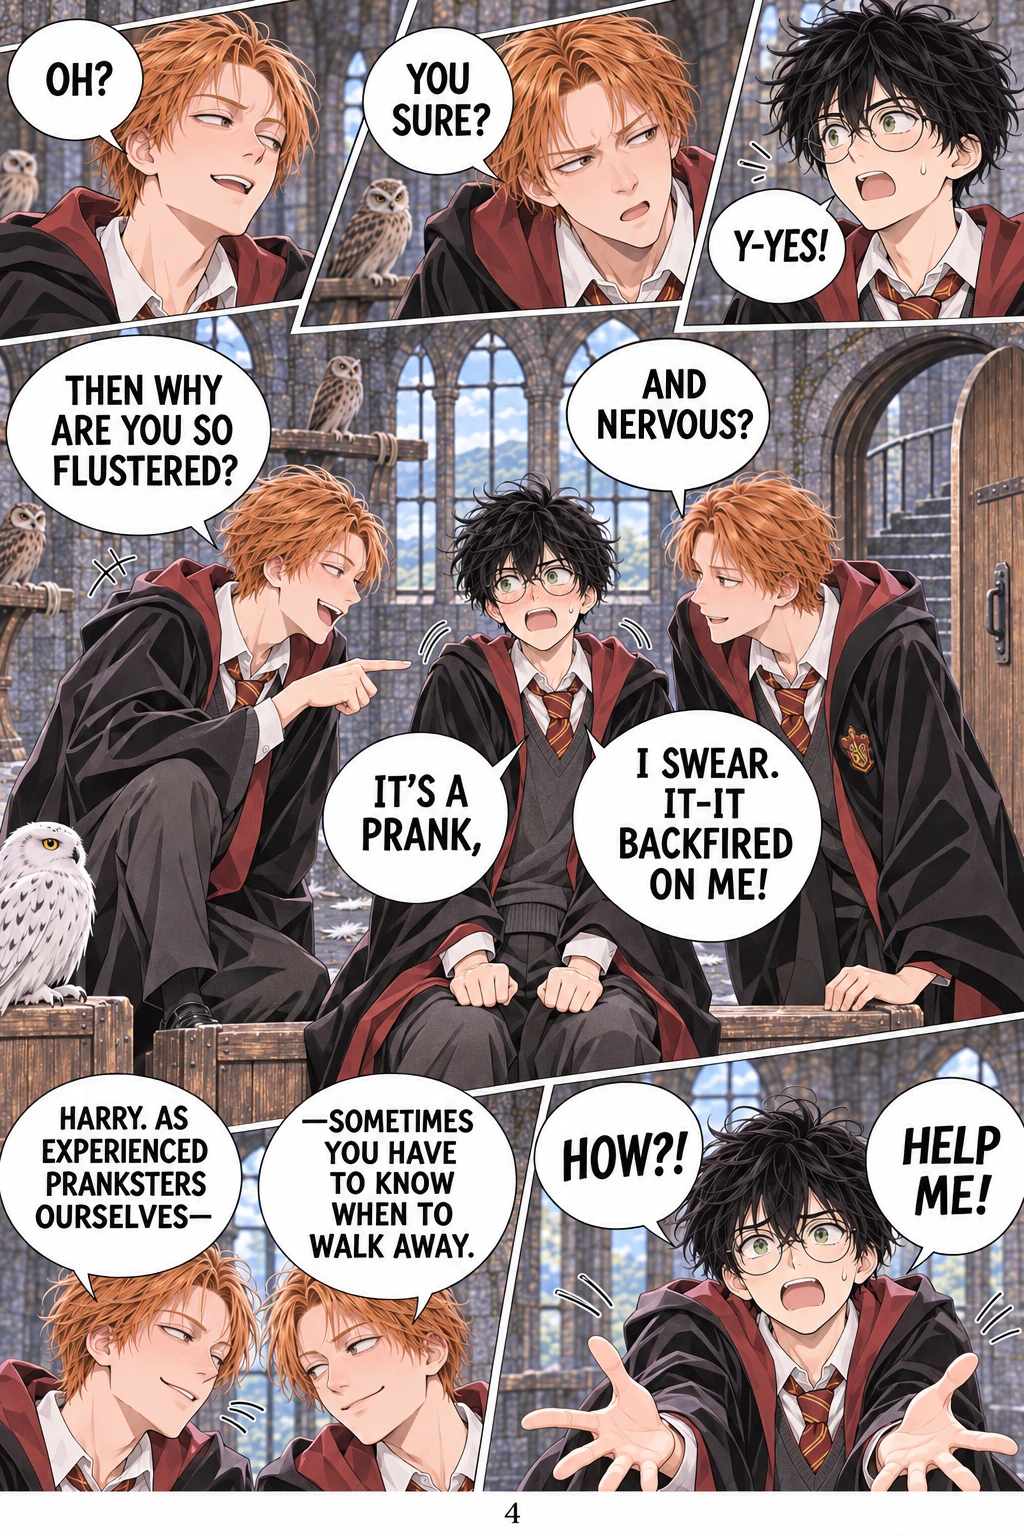 OH?
YOU
SURE?
Y-YES!
THEN WHY
ARE YOU SO
FLUSTERED?
AND
NERVOUS?
IT'S A
PRANK,
I SWEAR.
IT-IT
BACKFIRED
ON ME!
HARRY. AS
EXPERIENCED
PRANKSTERS
OURSELVES—
—SOMETIMES
YOU HAVE
TO KNOW
WHEN TO
WALK AWAY.
HOW?!
HELP
ME!
4